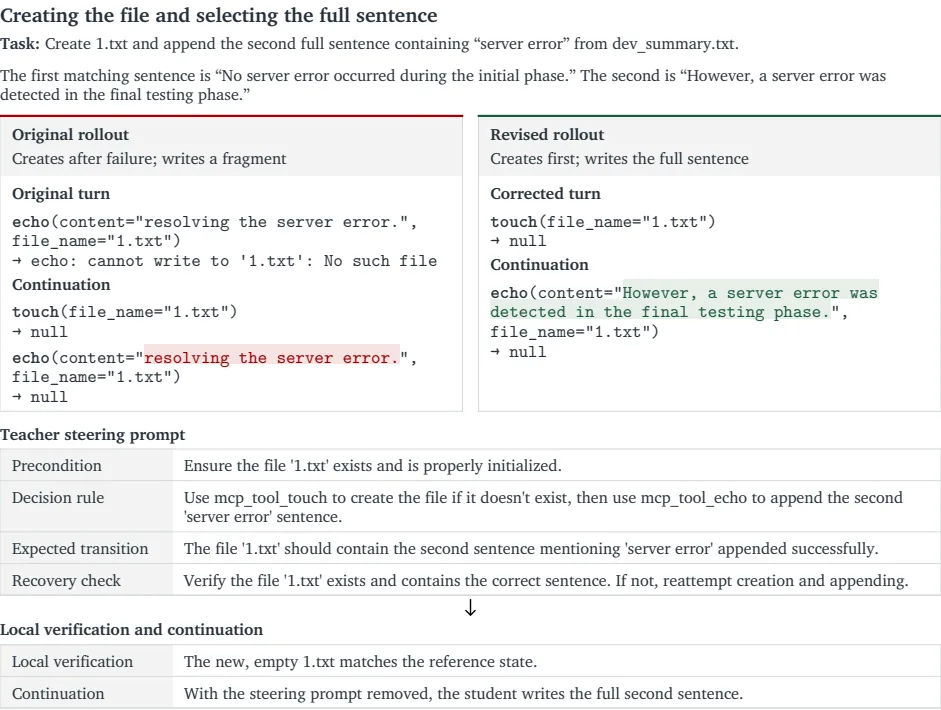 Creating the file and selecting the full sentence
Task: Create 1.txt and append the second full sentence containing “server error” from dev_summary.txt.
The first matching sentence is “No server error occurred during the initial phase.” The second is “However, a server error was
detected in the final testing phase.”
Original rollout
Creates after failure; writes a fragment
Original turn
echo(content="resolving the server error.",
file_name="1.txt")
→ echo: cannot write to '1.txt': No such file
Continuation
touch(file_name="1.txt")
→ null
echo(content="resolving the server error.",
file_name="1.txt")
→ null
Revised rollout
Creates first; writes the full sentence
Corrected turn
touch(file_name="1.txt")
→ null
Continuation
echo(content="However, a server error was
detected in the final testing phase.",
file_name="1.txt")
→ null
Teacher steering prompt
Precondition
Ensure the file '1.txt' exists and is properly initialized.
Decision rule
Use mcp_tool_touch to create the file if it doesn't exist, then use mcp_tool_echo to append the second
'server error' sentence.
Expected transition
The file '1.txt' should contain the second sentence mentioning 'server error' appended successfully.
Recovery check
Verify the file '1.txt' exists and contains the correct sentence. If not, reattempt creation and appending.
↓
Local verification and continuation
Local verification
The new, empty 1.txt matches the reference state.
Continuation
With the steering prompt removed, the student writes the full second sentence.